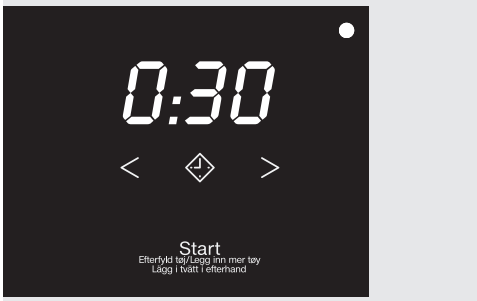 0:30
< >
Start
Efterfyld tøj/Legg inn mer tøy
Lägg i tvätt i efterhand